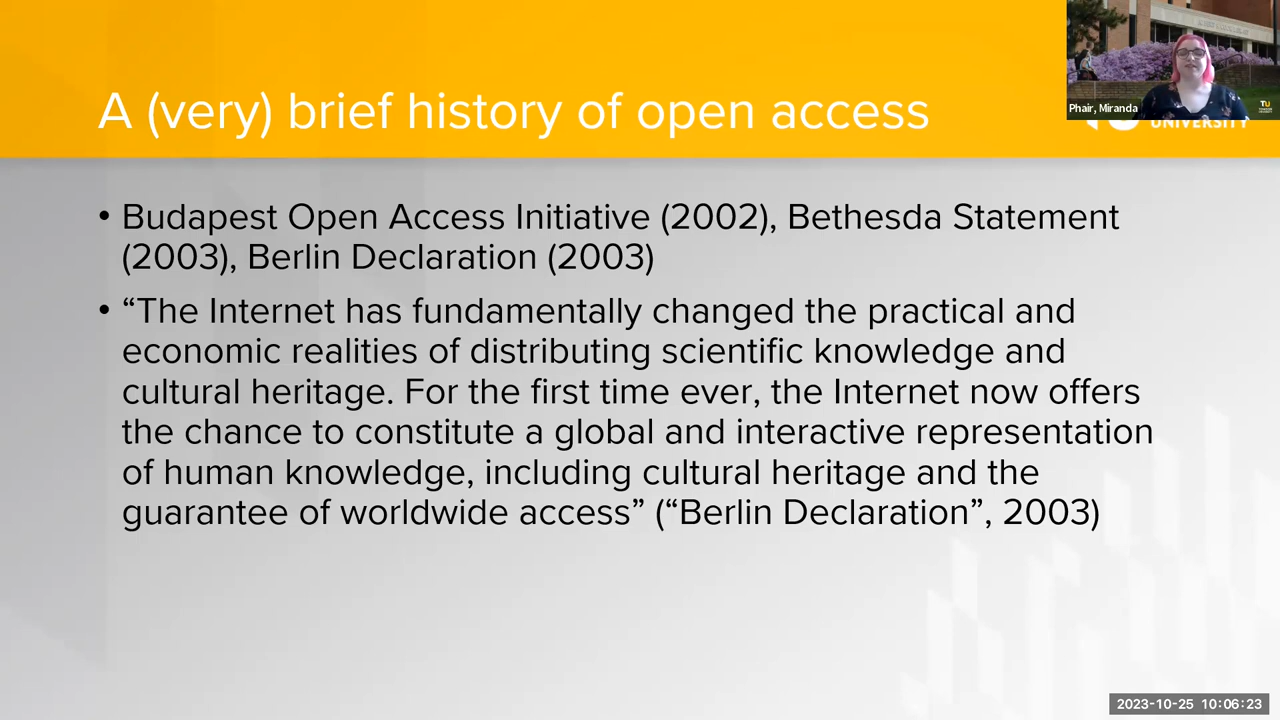 A (very) brief history of open access
Phair, Miranda
TU
UNIVERSITY
• Budapest Open Access Initiative (2002), Bethesda Statement
(2003), Berlin Declaration (2003)
• “The Internet has fundamentally changed the practical and
economic realities of distributing scientific knowledge and
cultural heritage. For the first time ever, the Internet now offers
the chance to constitute a global and interactive representation
of human knowledge, including cultural heritage and the
guarantee of worldwide access” (“Berlin Declaration”, 2003)
2023-10-25 10:06:23